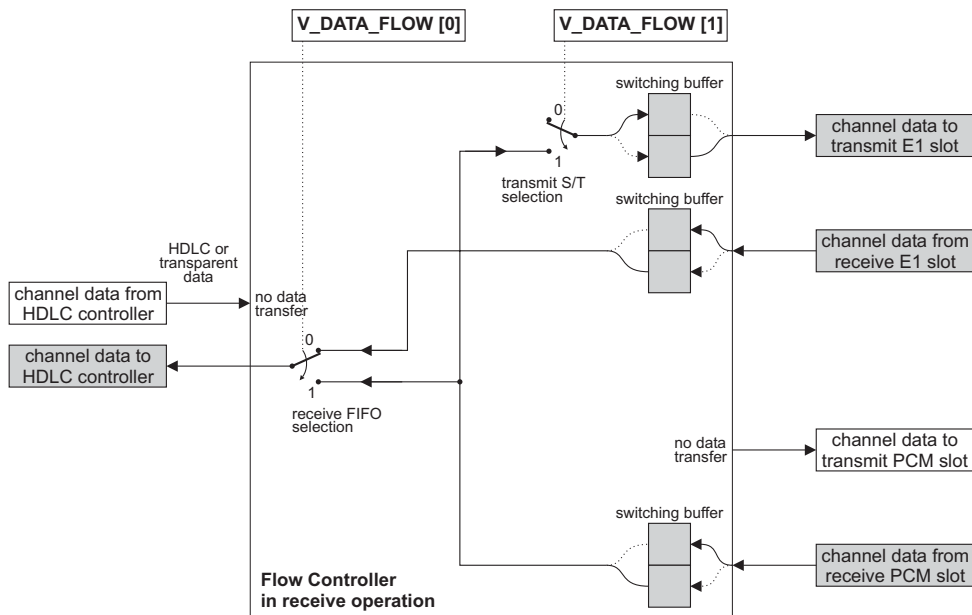 V_DATA_FLOW [0]
V_DATA_FLOW [1]
switching buffer
0
1
transmit S/T
selection
channel data to
transmit E1 slot
switching buffer
channel data from
receive E1 slot
HDLC or
transparent
data
channel data from
HDLC controller
no data
transfer
channel data to
HDLC controller
0
1
receive FIFO
selection
no data
transfer
channel data to
transmit PCM slot
switching buffer
channel data from
receive PCM slot
Flow Controller
in receive operation